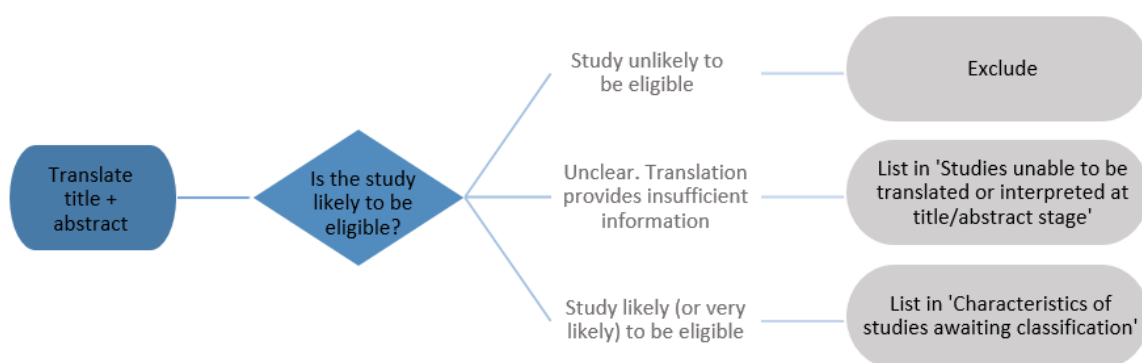 Translate
title +
abstract
Is the study
likely to be
eligible?
Study unlikely to
be eligible
Exclude
Unclear. Translation
provides insufficient
information
List in 'Studies unable to be
translated or interpreted at
title/abstract stage'
Study likely (or very
likely) to be eligible
List in 'Characteristics of
studies awaiting classification'